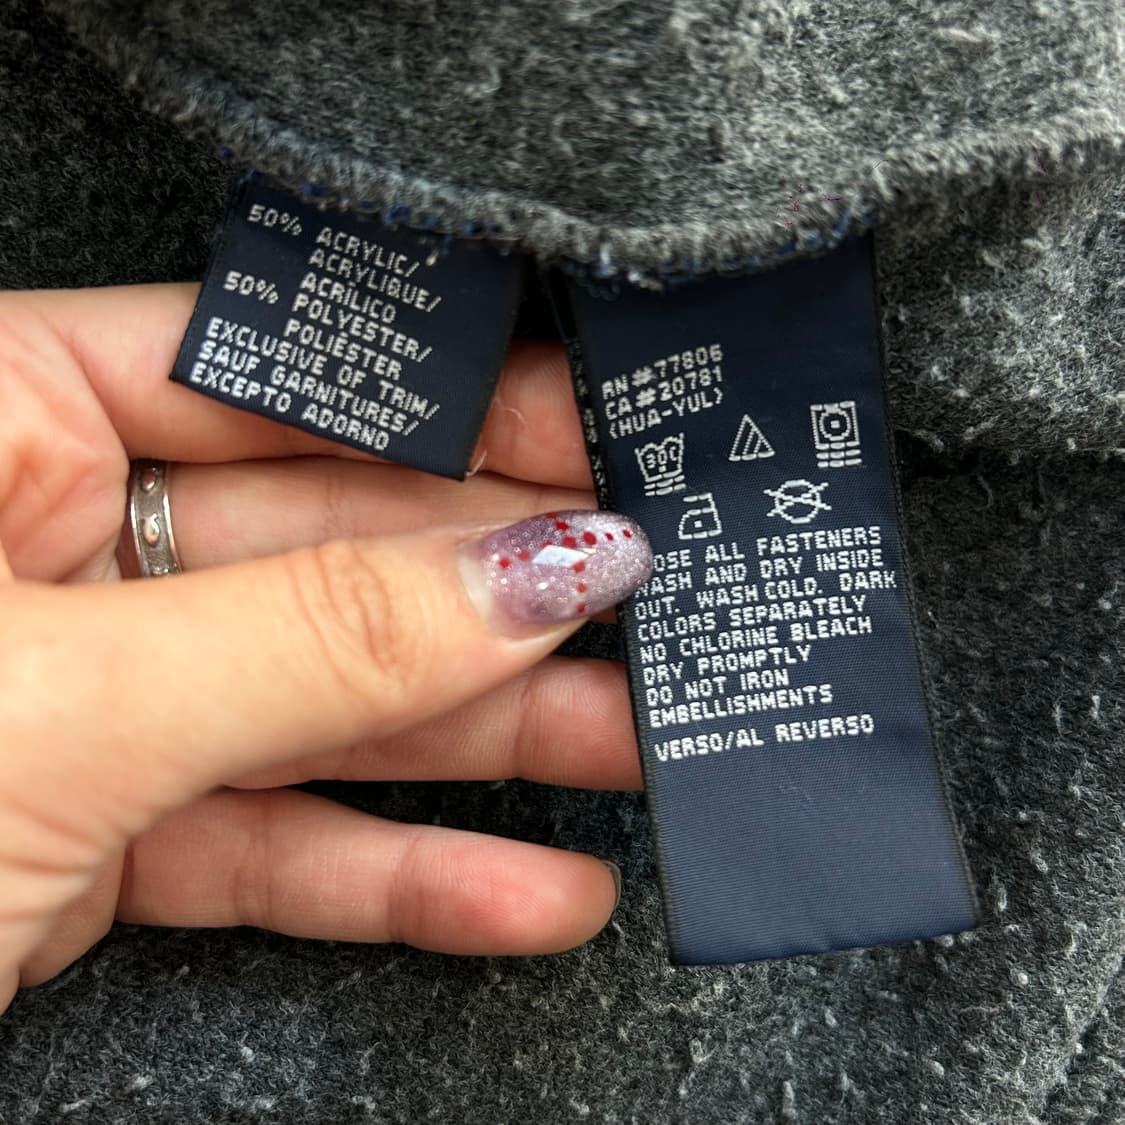 50% ACRYLIC/
ACRYLIQUE/
ACRÍLICO
50% POLYESTER/
POLIÉSTER
EXCLUSIVE OF TRIM/
SAUF GARNITURES/
EXCEPTO ADORNO
RN #77806
CA #20781
(HUA-YUL)
30C
OSE ALL FASTENERS
WASH AND DRY INSIDE
OUT. WASH COLD. DARK
COLORS SEPARATELY
NO CHLORINE BLEACH
DRY PROMPTLY
DO NOT IRON
EMBELLISHMENTS
VERSO/AL REVERSO